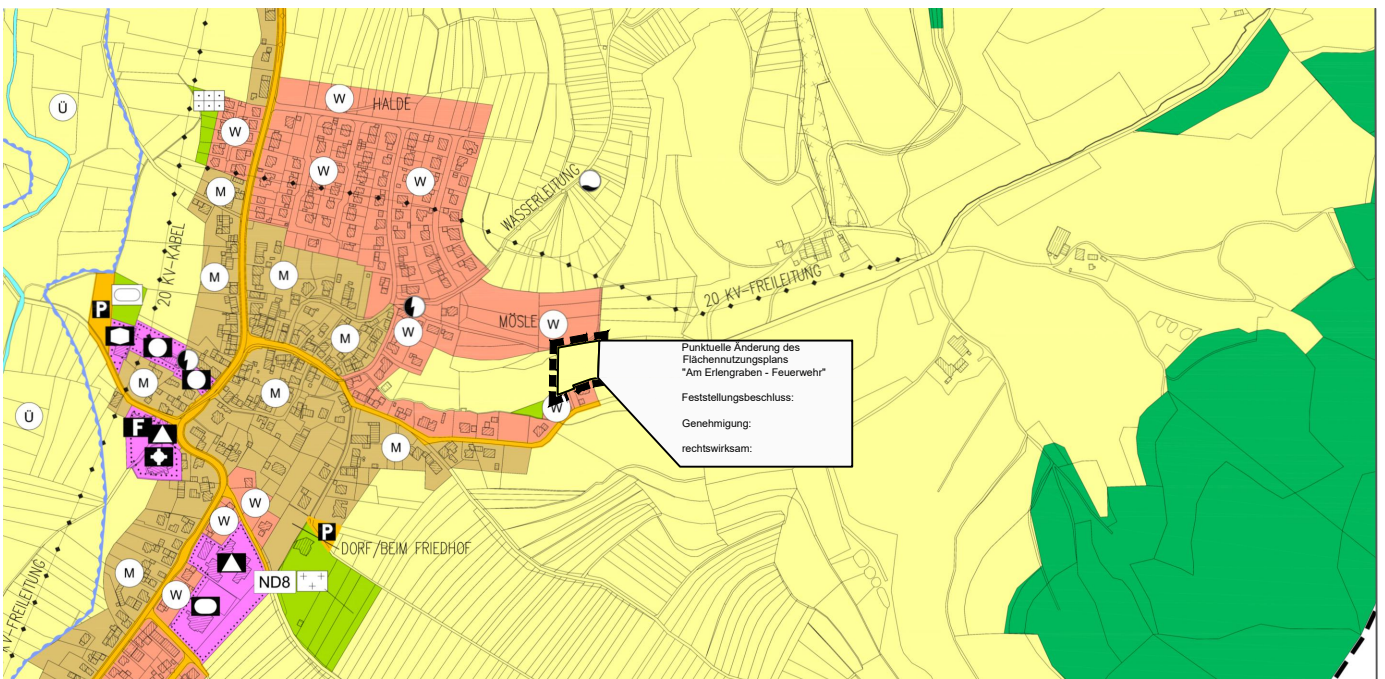 W
HALDE
Ü
W
W
W
WASSERLEITUNG
M
20 KV-KABEL
M
M
20 KV-FREILEITUNG
P
MÖSLE
W
M
W
Punktuelle Änderung des
Flächennutzungsplans
"Am Erlengraben - Feuerwehr"
Feststellungsbeschluss:
Genehmigung:
rechtswirksam:
M
M
W
Ü
F
M
W
W
P
DORF/BEIM FRIEDHOF
M
ND8
W
KV-FREILEITUNG